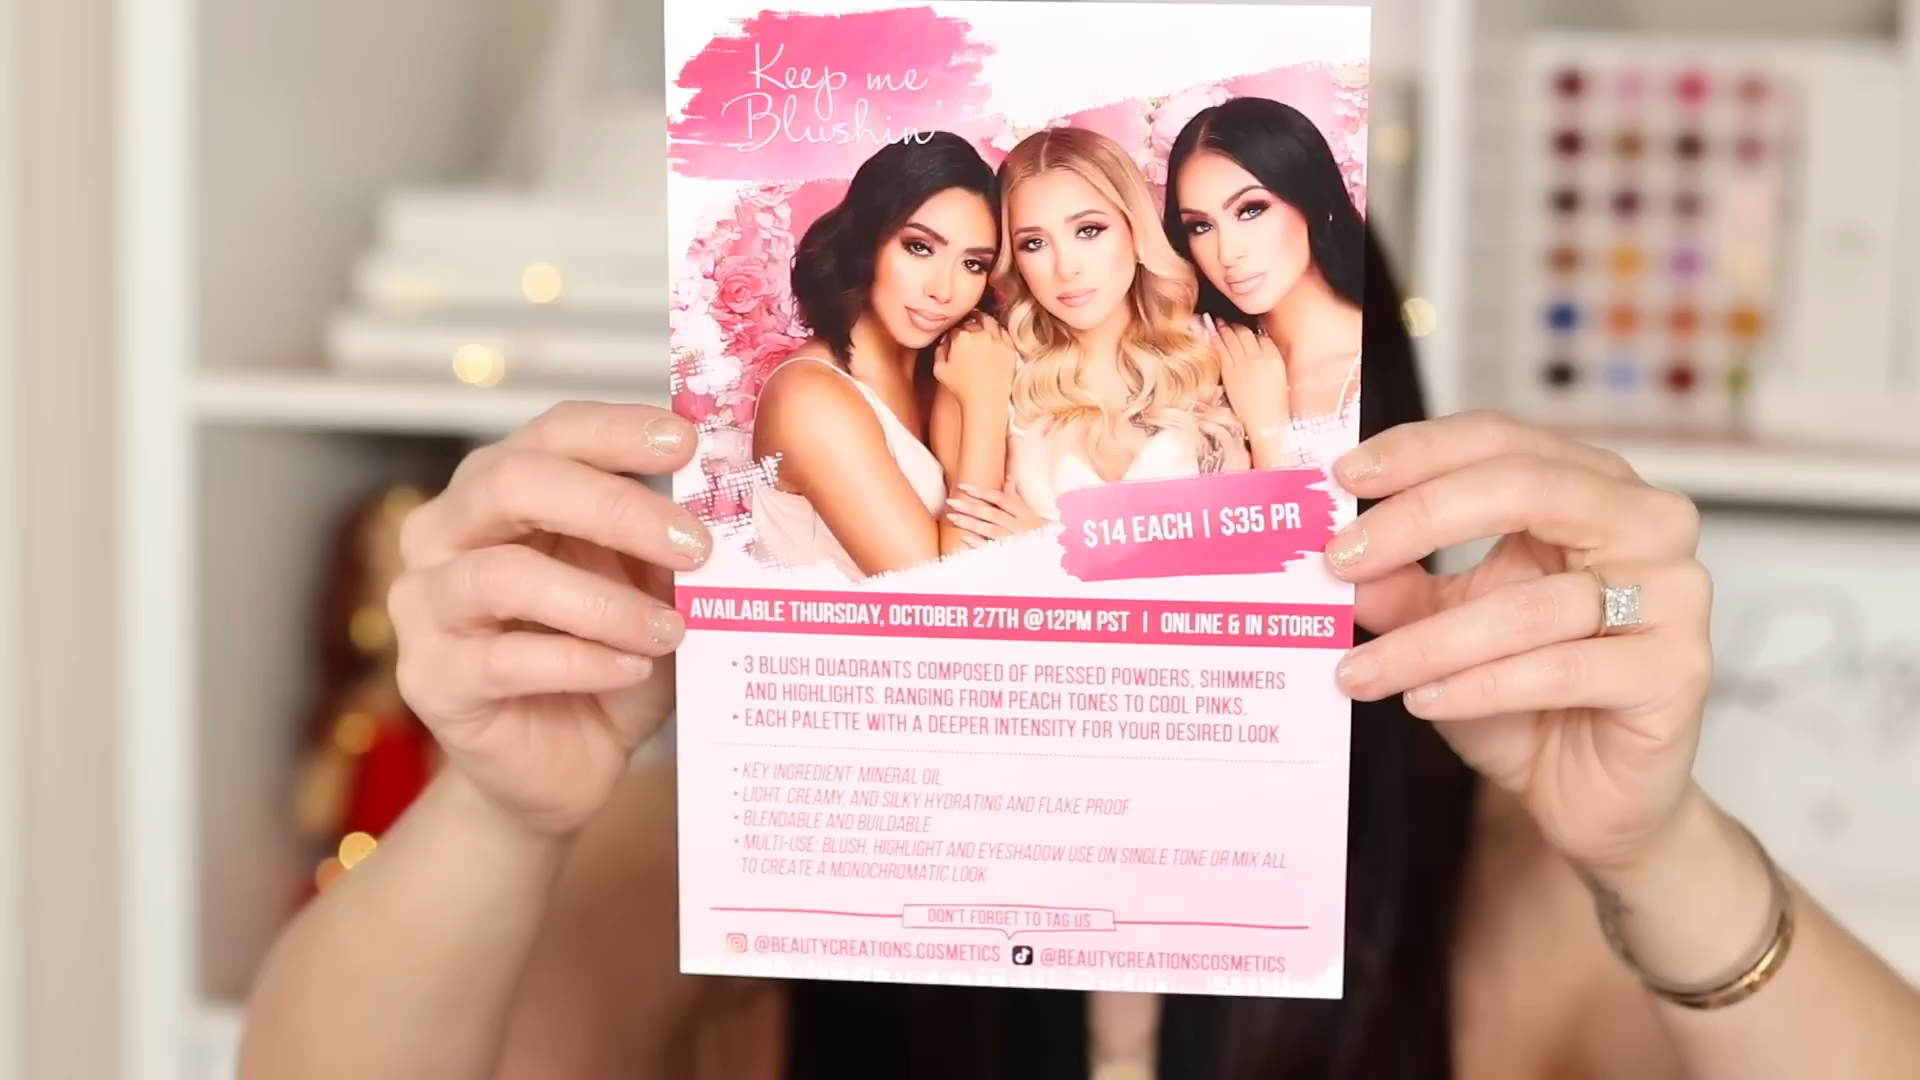 Keep me
Blushin'
$14 EACH | $35 PR
AVAILABLE THURSDAY, OCTOBER 27TH @12PM PST | ONLINE & IN STORES
• 3 BLUSH QUADRANTS COMPOSED OF PRESSED POWDERS, SHIMMERS
AND HIGHLIGHTS. RANGING FROM PEACH TONES TO COOL PINKS.
• EACH PALETTE WITH A DEEPER INTENSITY FOR YOUR DESIRED LOOK
• KEY INGREDIENT: MINERAL OIL
• LIGHT, CREAMY, AND SILKY HYDRATING AND FLAKE PROOF
• BLENDABLE AND BUILDABLE
• MULTI-USE: BLUSH, HIGHLIGHT AND EYESHADOW USE ON SINGLE TONE OR MIX ALL
TO CREATE A MONOCHROMATIC LOOK
DON'T FORGET TO TAG US
@BEAUTYCREATIONS.COSMETICS @BEAUTYCREATIONSCOSMETICS